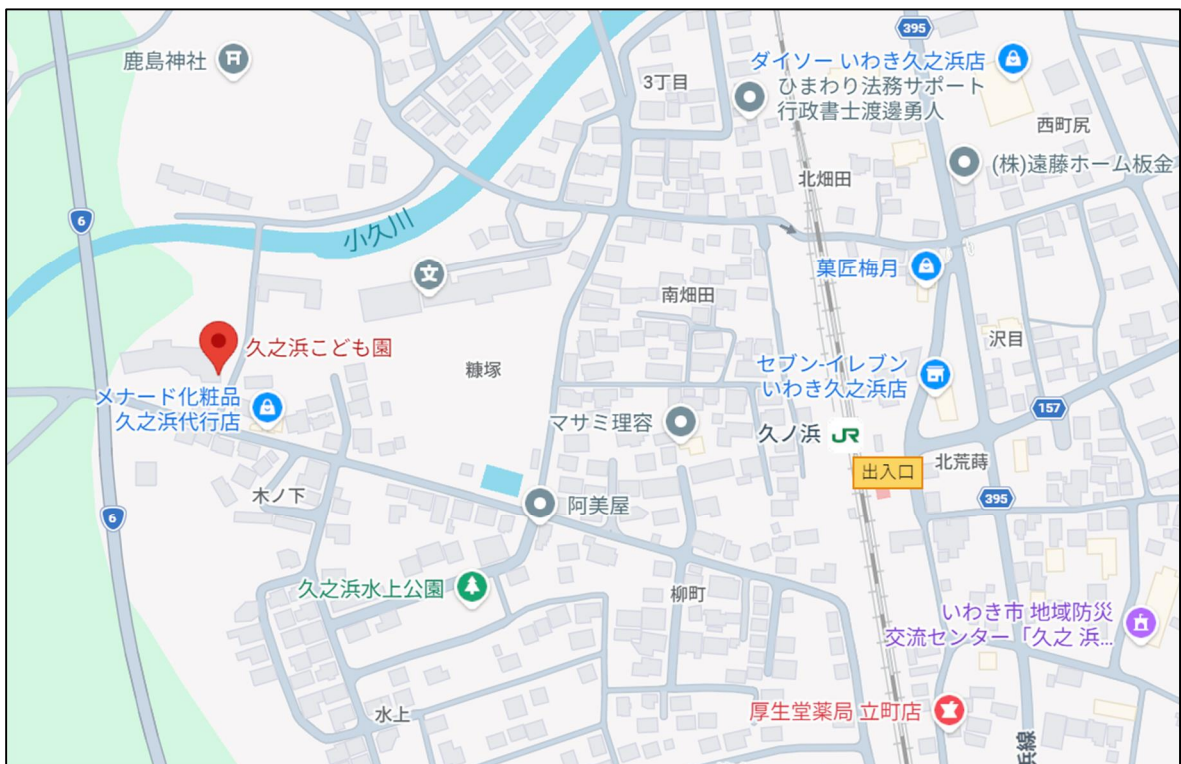 395
鹿島神社
ダイソー いわき久之浜店
3丁目
ひまわり法務サポート
行政書士渡邊勇人
西町尻
(株)遠藤ホーム板金
北畑田
6
小久川
菓匠梅月
文
南畑田
沢目
久之浜こども園
糠塚
セブン-イレブン
いわき久之浜店
メナード化粧品
久之浜代行店
157
マサミ理容
久ノ浜 JR
北荒蒔
出入口
木ノ下
395
阿美屋
6
久之浜水上公園
柳町
いわき市 地域防災
交流センター「久之 浜...
水上
厚生堂薬局 立町店
浜線